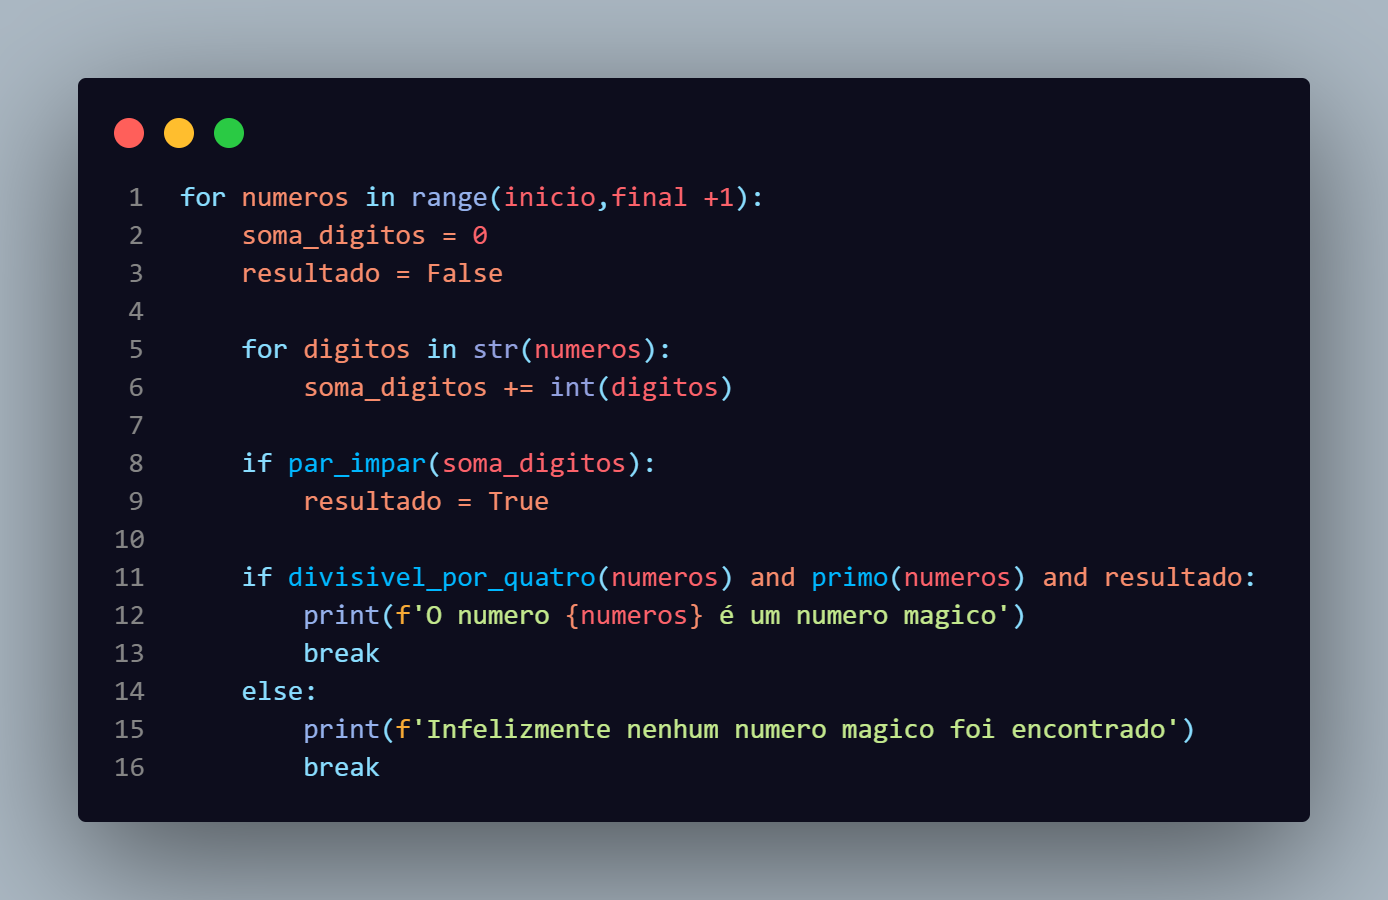 1 for numeros in range(inicio,final +1):
2     soma_digitos = 0
3     resultado = False
4
5     for digitos in str(numeros):
6         soma_digitos += int(digitos)
7
8     if par_impar(soma_digitos):
9         resultado = True
10
11     if divisivel_por_quatro(numeros) and primo(numeros) and resultado:
12         print(f'O numero {numeros} é um numero magico')
13         break
14     else:
15         print(f'Infelizmente nenhum numero magico foi encontrado')
16         break